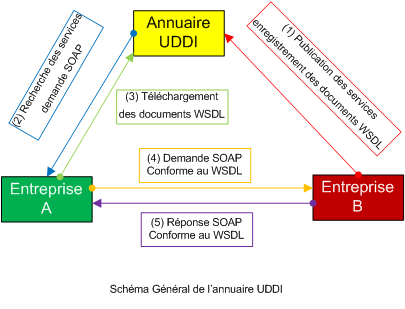 Annuaire
UDDI
(1) Publication des services
enregistrement des documents WSDL
(2) Recherche des services
demande SOAP
(3) Téléchargement
des documents WSDL
(4) Demande SOAP
Conforme au WSDL
Entreprise
A
Entreprise
B
(5) Réponse SOAP
Conforme au WSDL
Schéma Général de l'annuaire UDDI